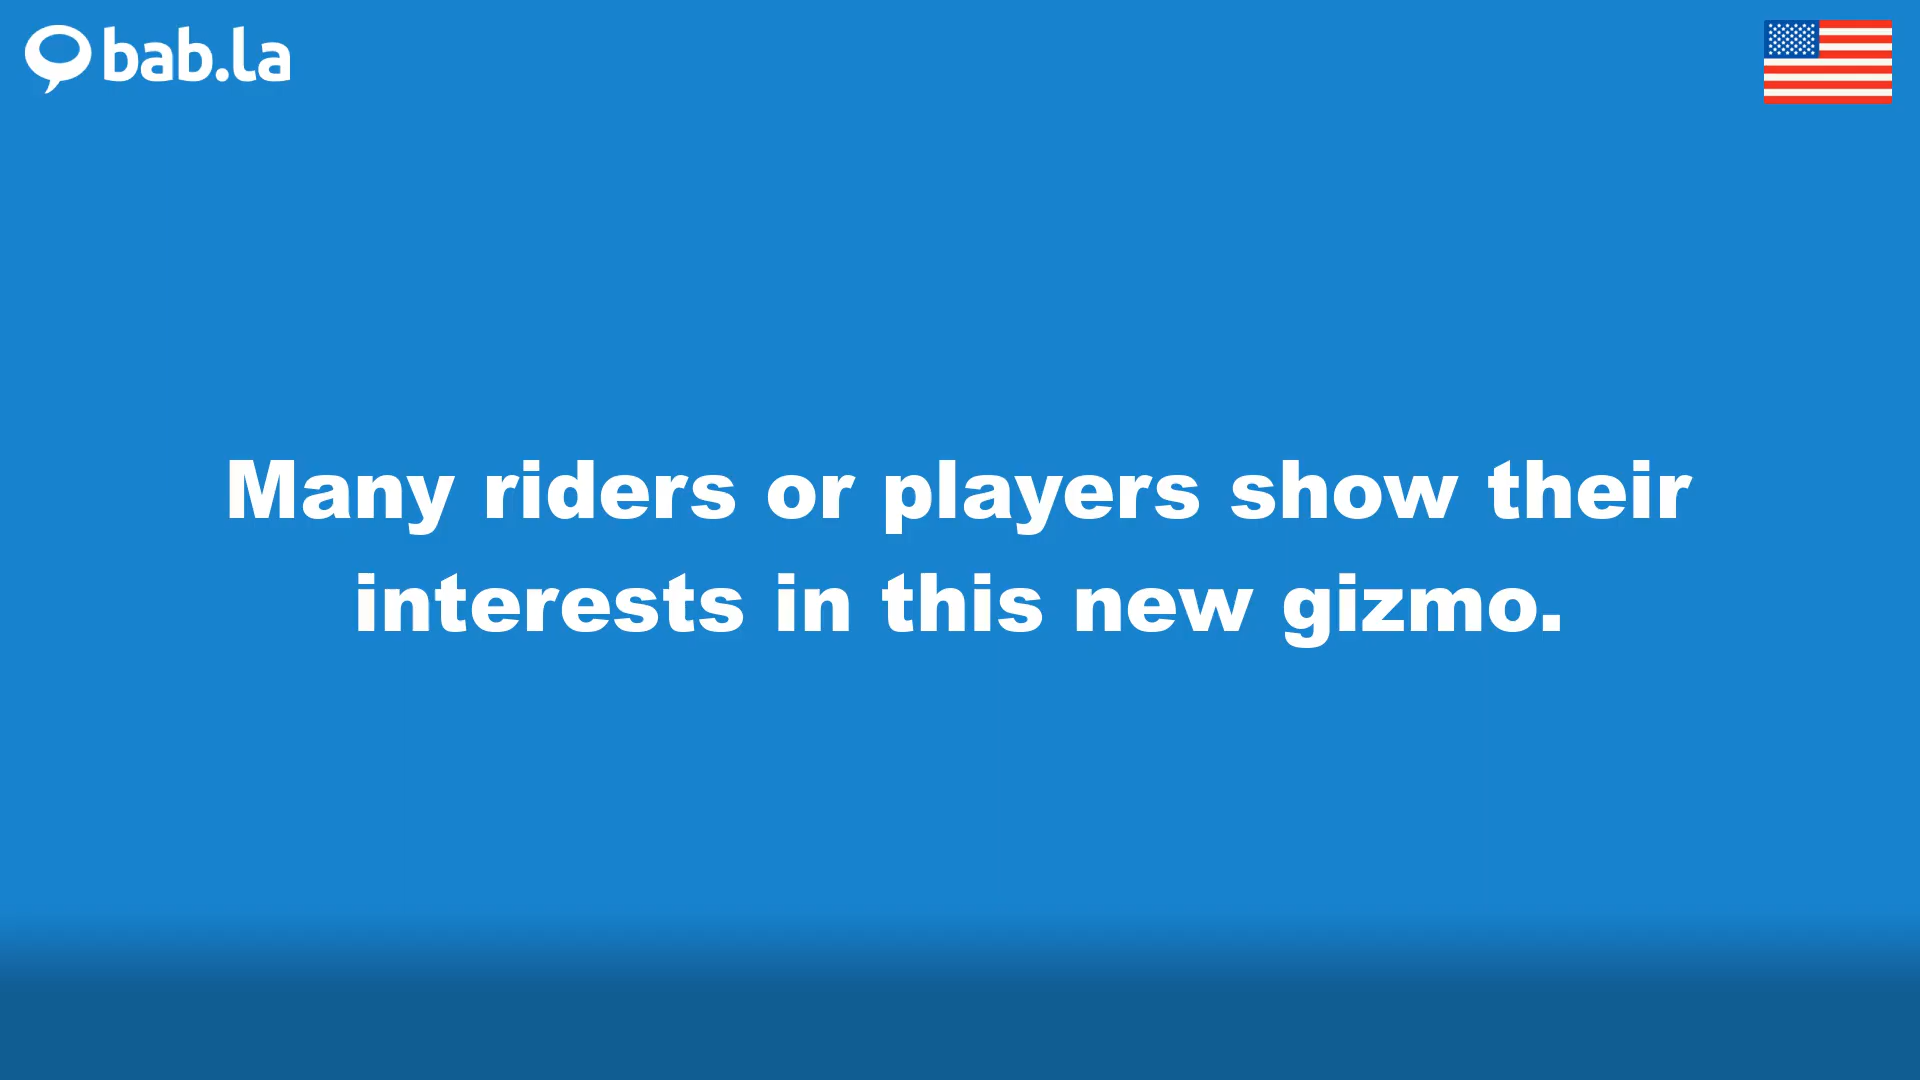 bab.la
Many riders or players show their
interests in this new gizmo.